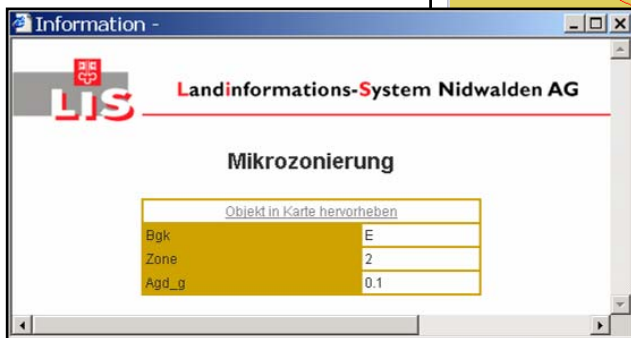 Information -
LIS
Landinformations-System Nidwalden AG
Mikrozonierung
Objekt in Karte hervorheben
Bgk E
Zone 2
Agd_g 0.1